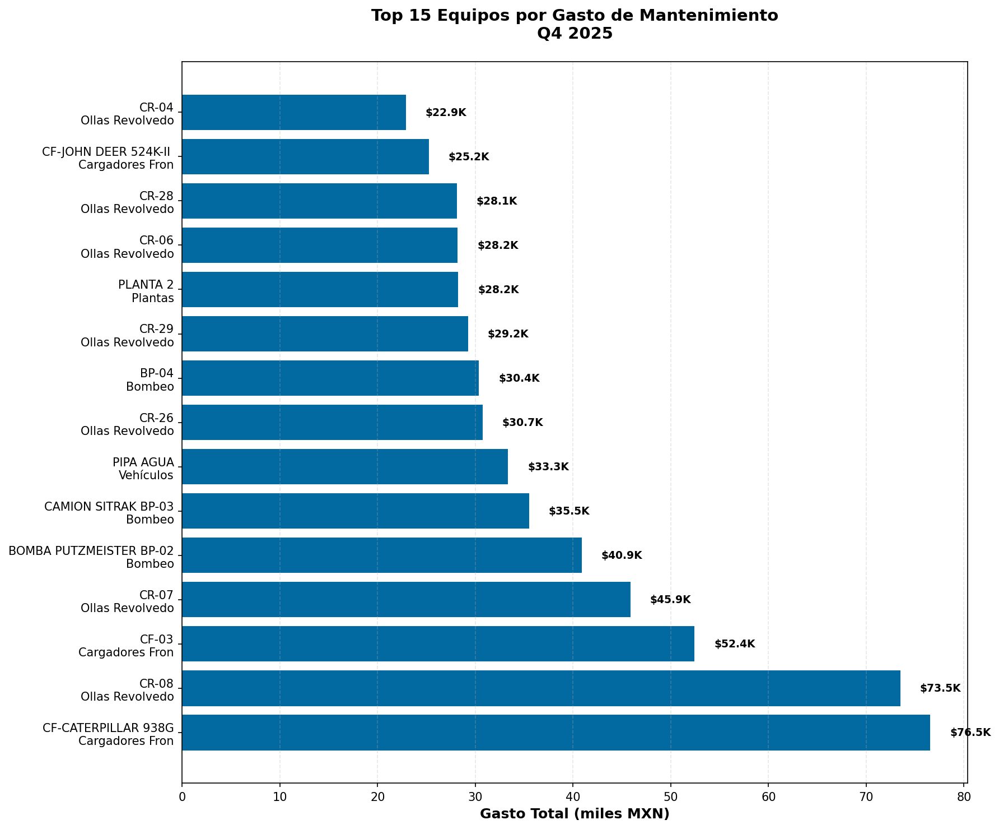 Top 15 Equipos por Gasto de Mantenimiento
Q4 2025
CR-04
Ollas Revolvedo
$22.9K
CF-JOHN DEER 524K-II
Cargadores Fron
$25.2K
CR-28
Ollas Revolvedo
$28.1K
CR-06
Ollas Revolvedo
$28.2K
PLANTA 2
Plantas
$28.2K
CR-29
Ollas Revolvedo
$29.2K
BP-04
Bombeo
$30.4K
CR-26
Ollas Revolvedo
$30.7K
PIPA AGUA
Vehículos
$33.3K
CAMION SITRAK BP-03
Bombeo
$35.5K
BOMBA PUTZMEISTER BP-02
Bombeo
$40.9K
CR-07
Ollas Revolvedo
$45.9K
CF-03
Cargadores Fron
$52.4K
CR-08
Ollas Revolvedo
$73.5K
CF-CATERPILLAR 938G
Cargadores Fron
$76.5K
0 10 20 30 40 50 60 70 80
Gasto Total (miles MXN)